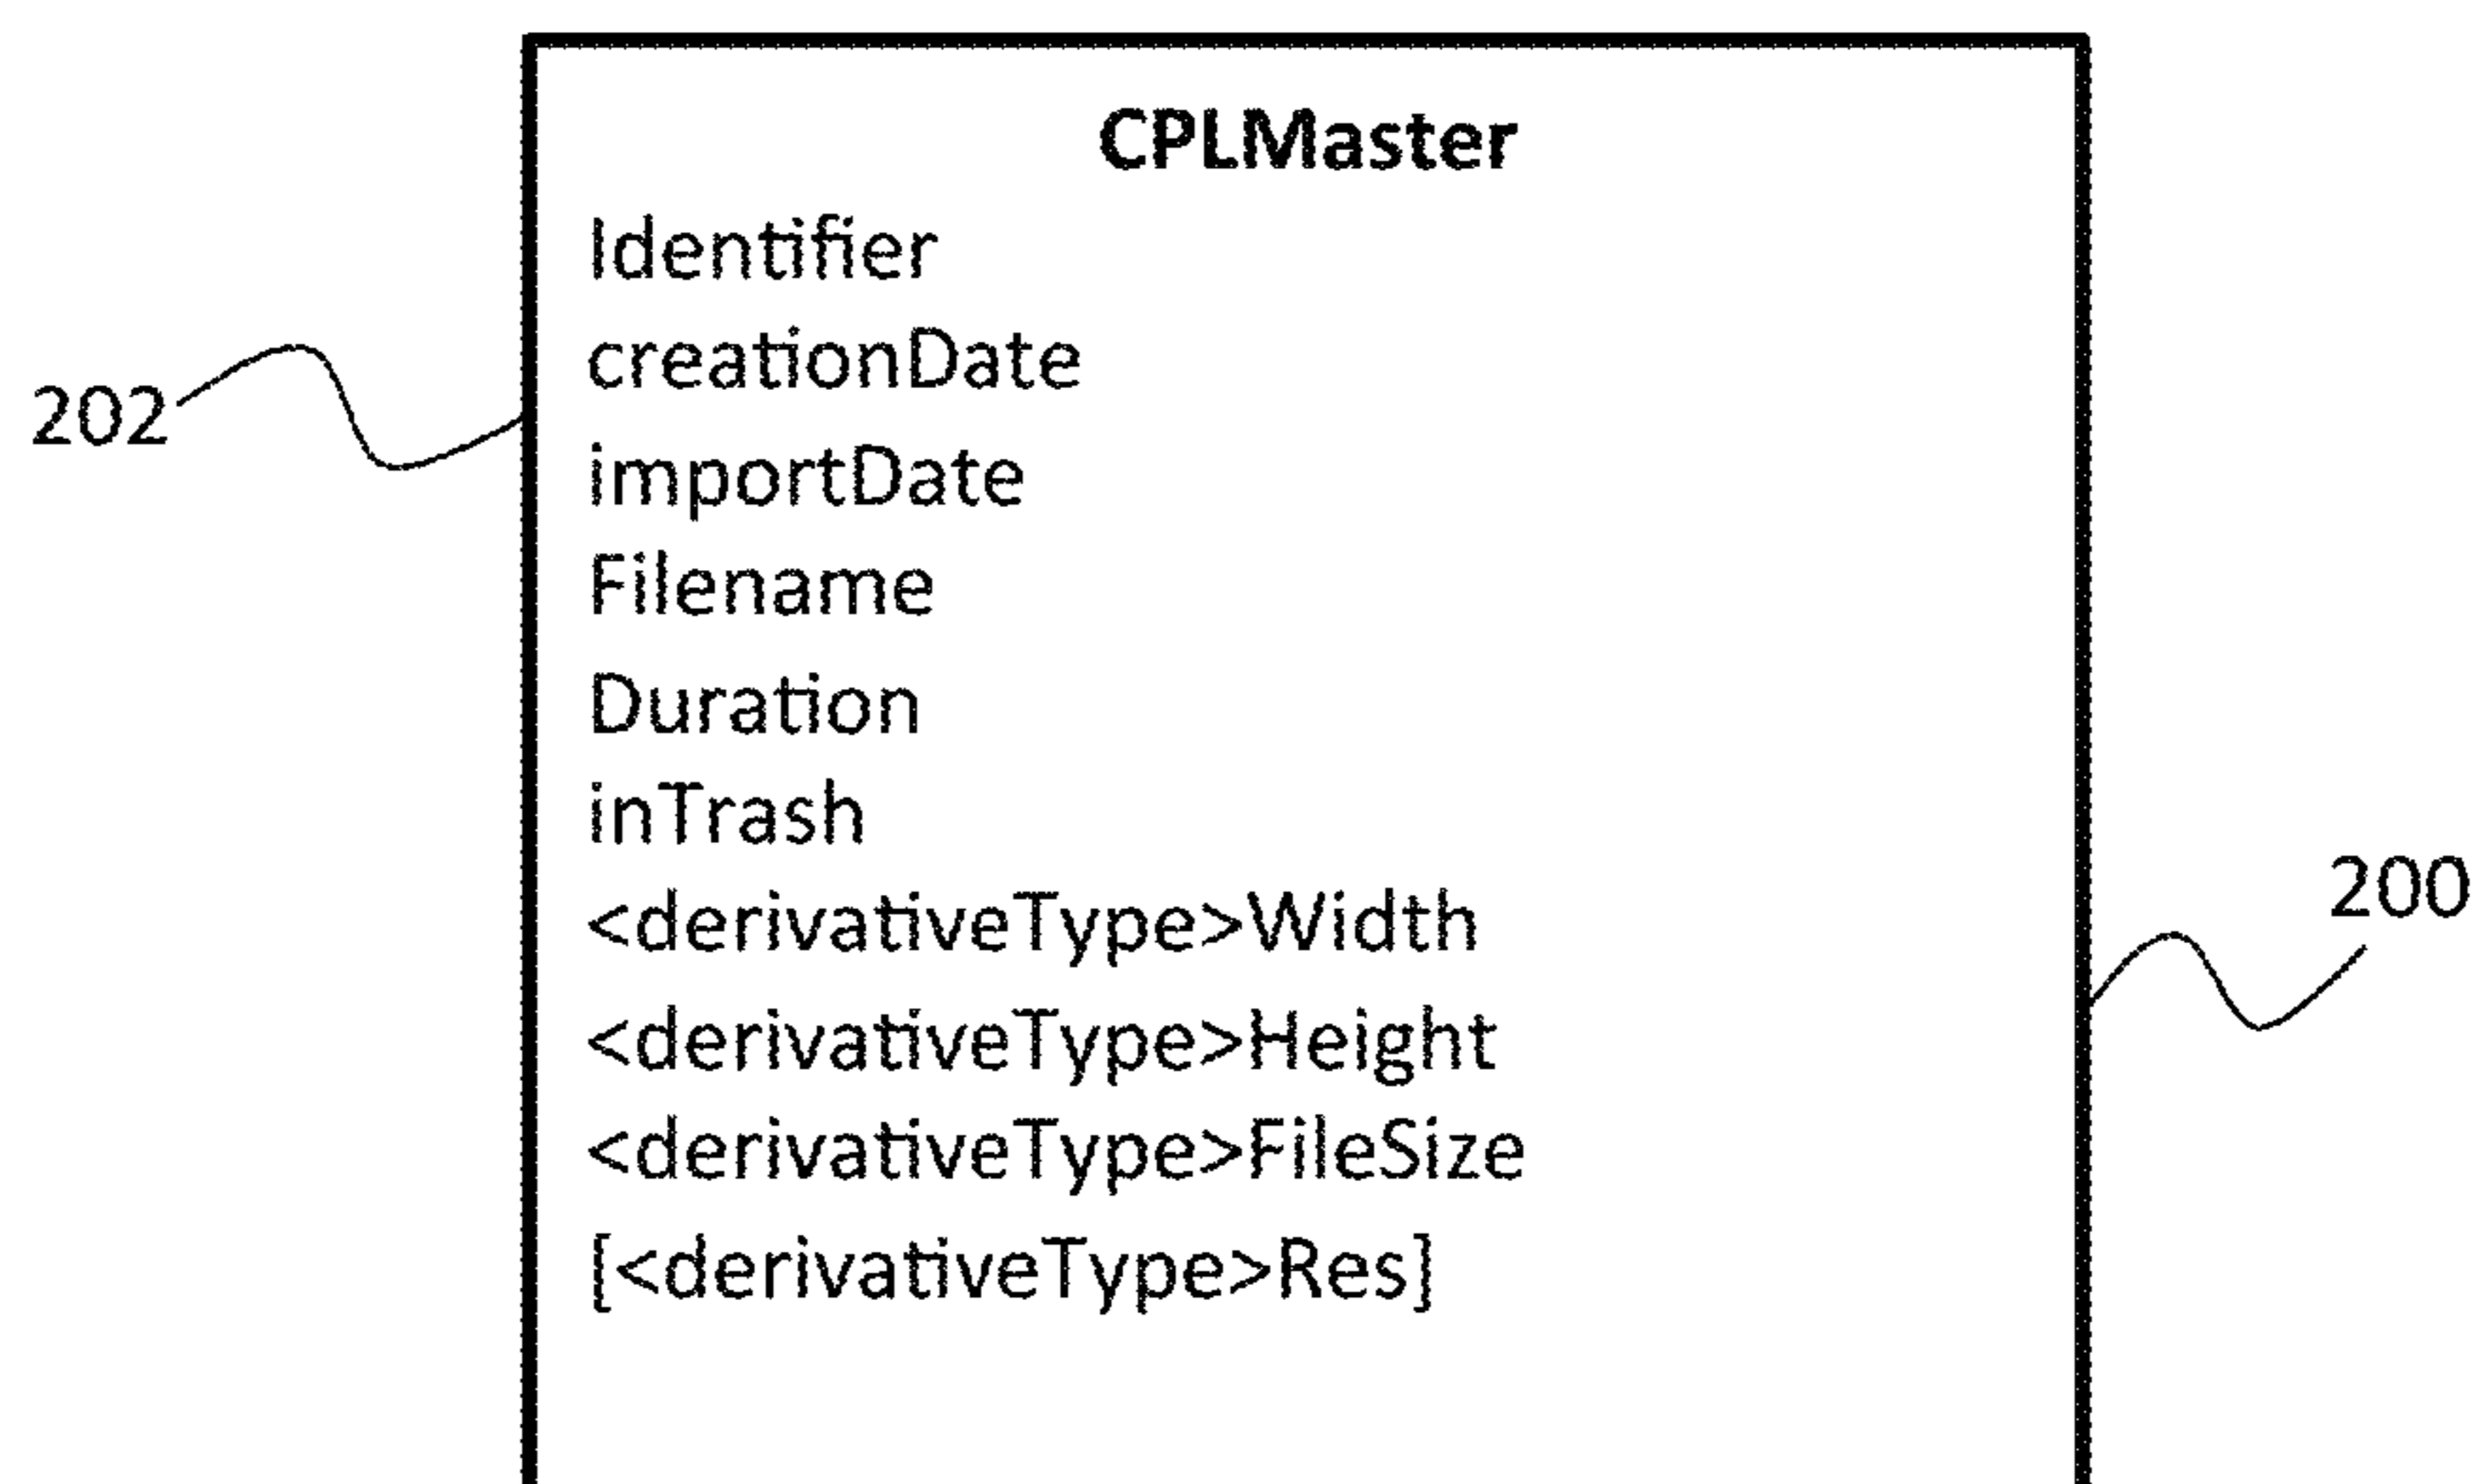 CPLMaster
Identifier
creationDate
202
importDate
Filename
Duration
inTrash
200
<derivativeType>Width
<derivativeType>Height
<derivativeType>FileSize
[<derivativeType>Res]